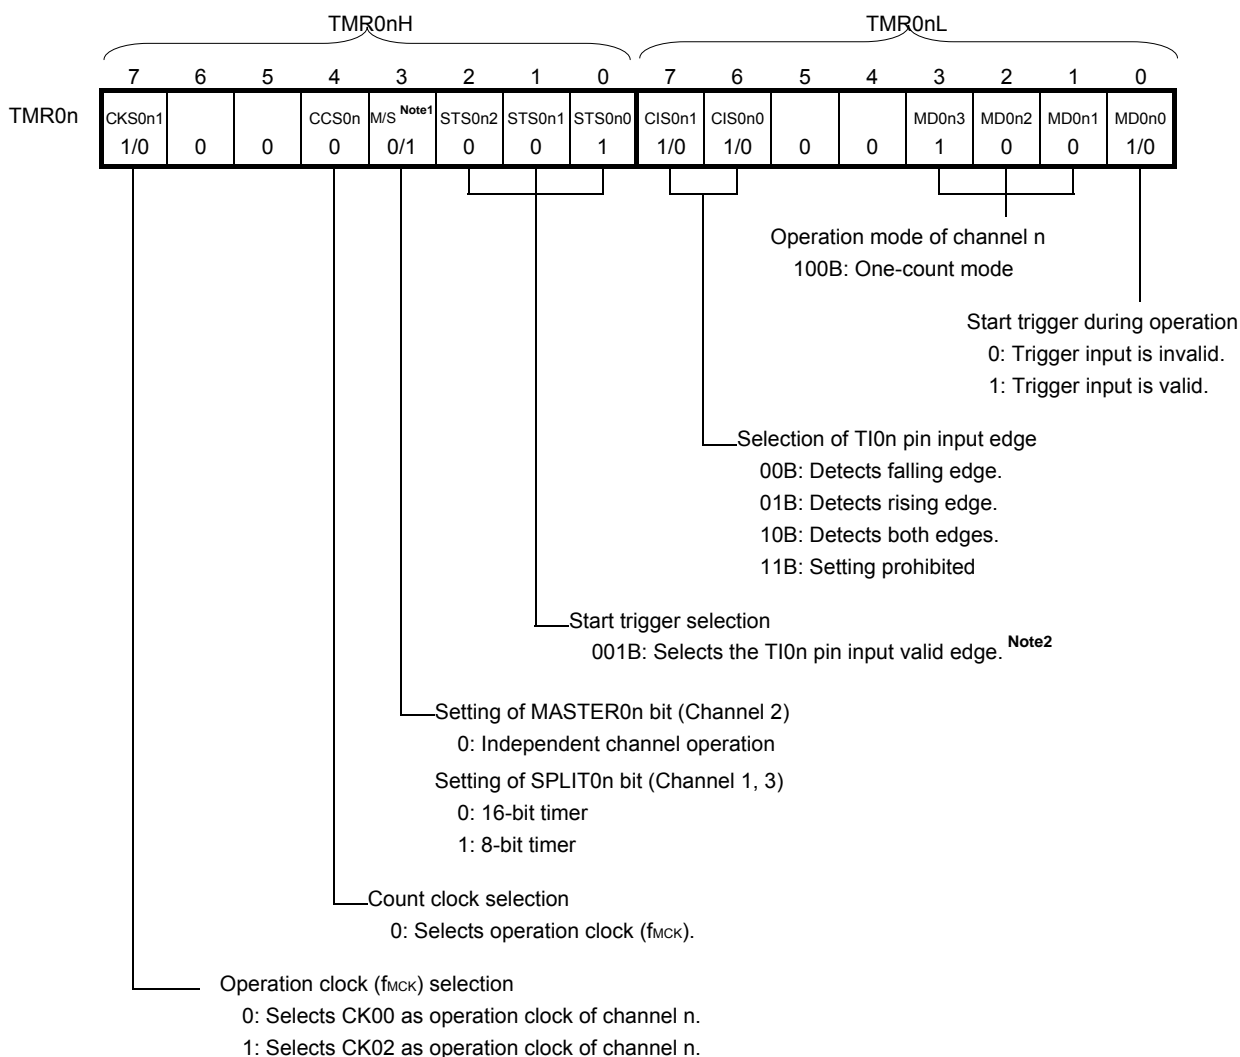 TMR0nH TMR0nL
7 6 5 4 3 2 1 0 7 6 5 4 3 2 1 0
TMR0n CKS0n1 CCS0n M/S Note1 STS0n2 STS0n1 STS0n0 CIS0n1 CIS0n0 MD0n3 MD0n2 MD0n1 MD0n0
1/0 0 0 0 0/1 0 0 1 1/0 1/0 0 0 1 0 0 1/0
Operation mode of channel n
100B: One-count mode
Start trigger during operation
0: Trigger input is invalid.
1: Trigger input is valid.
Selection of TI0n pin input edge
00B: Detects falling edge.
01B: Detects rising edge.
10B: Detects both edges.
11B: Setting prohibited
Start trigger selection
001B: Selects the TI0n pin input valid edge. Note2
Setting of MASTER0n bit (Channel 2)
0: Independent channel operation
Setting of SPLIT0n bit (Channel 1, 3)
0: 16-bit timer
1: 8-bit timer
Count clock selection
0: Selects operation clock (fMCK).
Operation clock (fMCK) selection
0: Selects CK00 as operation clock of channel n.
1: Selects CK02 as operation clock of channel n.